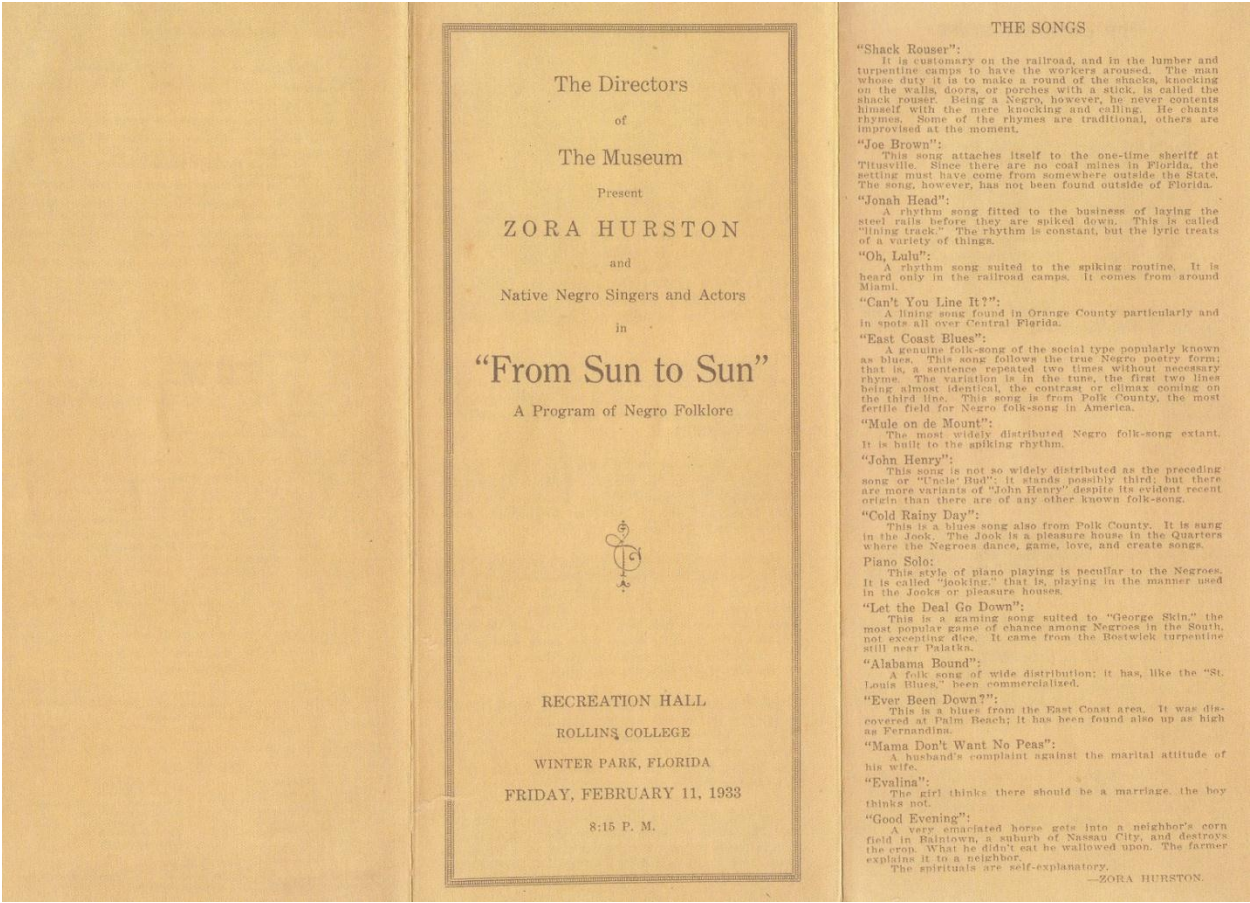 The Directors
of
The Museum
Present
ZORA HURSTON
and
Native Negro Singers and Actors
in
"From Sun to Sun"
A Program of Negro Folklore
RECREATION HALL
ROLLINS COLLEGE
WINTER PARK, FLORIDA
FRIDAY, FEBRUARY 11, 1933
8:15 P. M.
THE SONGS
"Shack Rouser":
It is customary on the railroad, and in the lumber and
turpentine camps to have the workers aroused. The man
whose duty it is to make a round of the shacks, knocking
on the walls, doors, or porches with a stick, is called the
shack rouser. Being a Negro, however, he never contents
himself with the mere knocking and calling. He chants
rhymes. Some of the rhymes are traditional, others are
improvised at the moment.
"Joe Brown":
This song attaches itself to the one-time sheriff at
Titusville. Since there are no coal mines in Florida, the
setting must have come from somewhere outside the State.
The song, however, has not been found outside of Florida.
"Jonah Head":
A rhythm song fitted to the business of laying the
steel rails before they are spiked down. This is called
"lining track." The rhythm is constant, but the lyric treats
of a variety of things.
"Oh, Lulu":
A rhythm song suited to the spiking routine. It is
heard only in the railroad camps. It comes from around
Miami.
"Can't You Line It?":
A lining song found in Orange County particularly and
in spots all over Central Florida.
"East Coast Blues":
A genuine folk-song of the social type popularly known
as blues. This song follows the true Negro poetry form;
that is, a sentence repeated two times without necessary
rhyme. The variation is in the tune, the first two lines
being almost identical, the contrast or climax coming on
the third line. This song is from Polk County, the most
fertile field for Negro folk-song in America.
"Mule on de Mount":
The most widely distributed Negro folk-song extant.
It is built to the spiking rhythm.
"John Henry":
This song is not so widely distributed as the preceding
song or "Uncle Bud"; it stands possibly third; but there
are more variants of "John Henry" despite its evident recent
origin than there are of any other known folk-song.
"Cold Rainy Day":
This is a blues song also from Polk County. It is sung
in the Jook. The Jook is a pleasure house in the Quarters
where the Negroes dance, game, love, and create songs.
Piano Solo:
This style of piano playing is peculiar to the Negroes.
It is called "jooking," that is, playing in the manner used
in the Jooks or pleasure houses.
"Let the Deal Go Down":
This is a gaming song suited to "George Skin," the
most popular game of chance among Negroes in the South,
not excepting dice. It came from the Bostwick turpentine
still near Palatka.
"Alabama Bound":
A folk song of wide distribution; it has, like the "St.
Louis Blues," been commercialized.
"Ever Been Down?":
This is a blues from the East Coast area. It was dis-
covered at Palm Beach; it has been found also up as high
as Fernandina.
"Mama Don't Want No Peas":
A husband's complaint against the marital attitude of
his wife.
"Evalina":
The girl thinks there should be a marriage, the boy
thinks not.
"Good Evening":
A very emaciated horse gets into a neighbor's corn
field in Baintown, a suburb of Nassau City, and destroys
the crop. What he didn't eat he wallowed upon. The farmer
explains it to a neighbor.
The spirituals are self-explanatory.
—ZORA HURSTON.